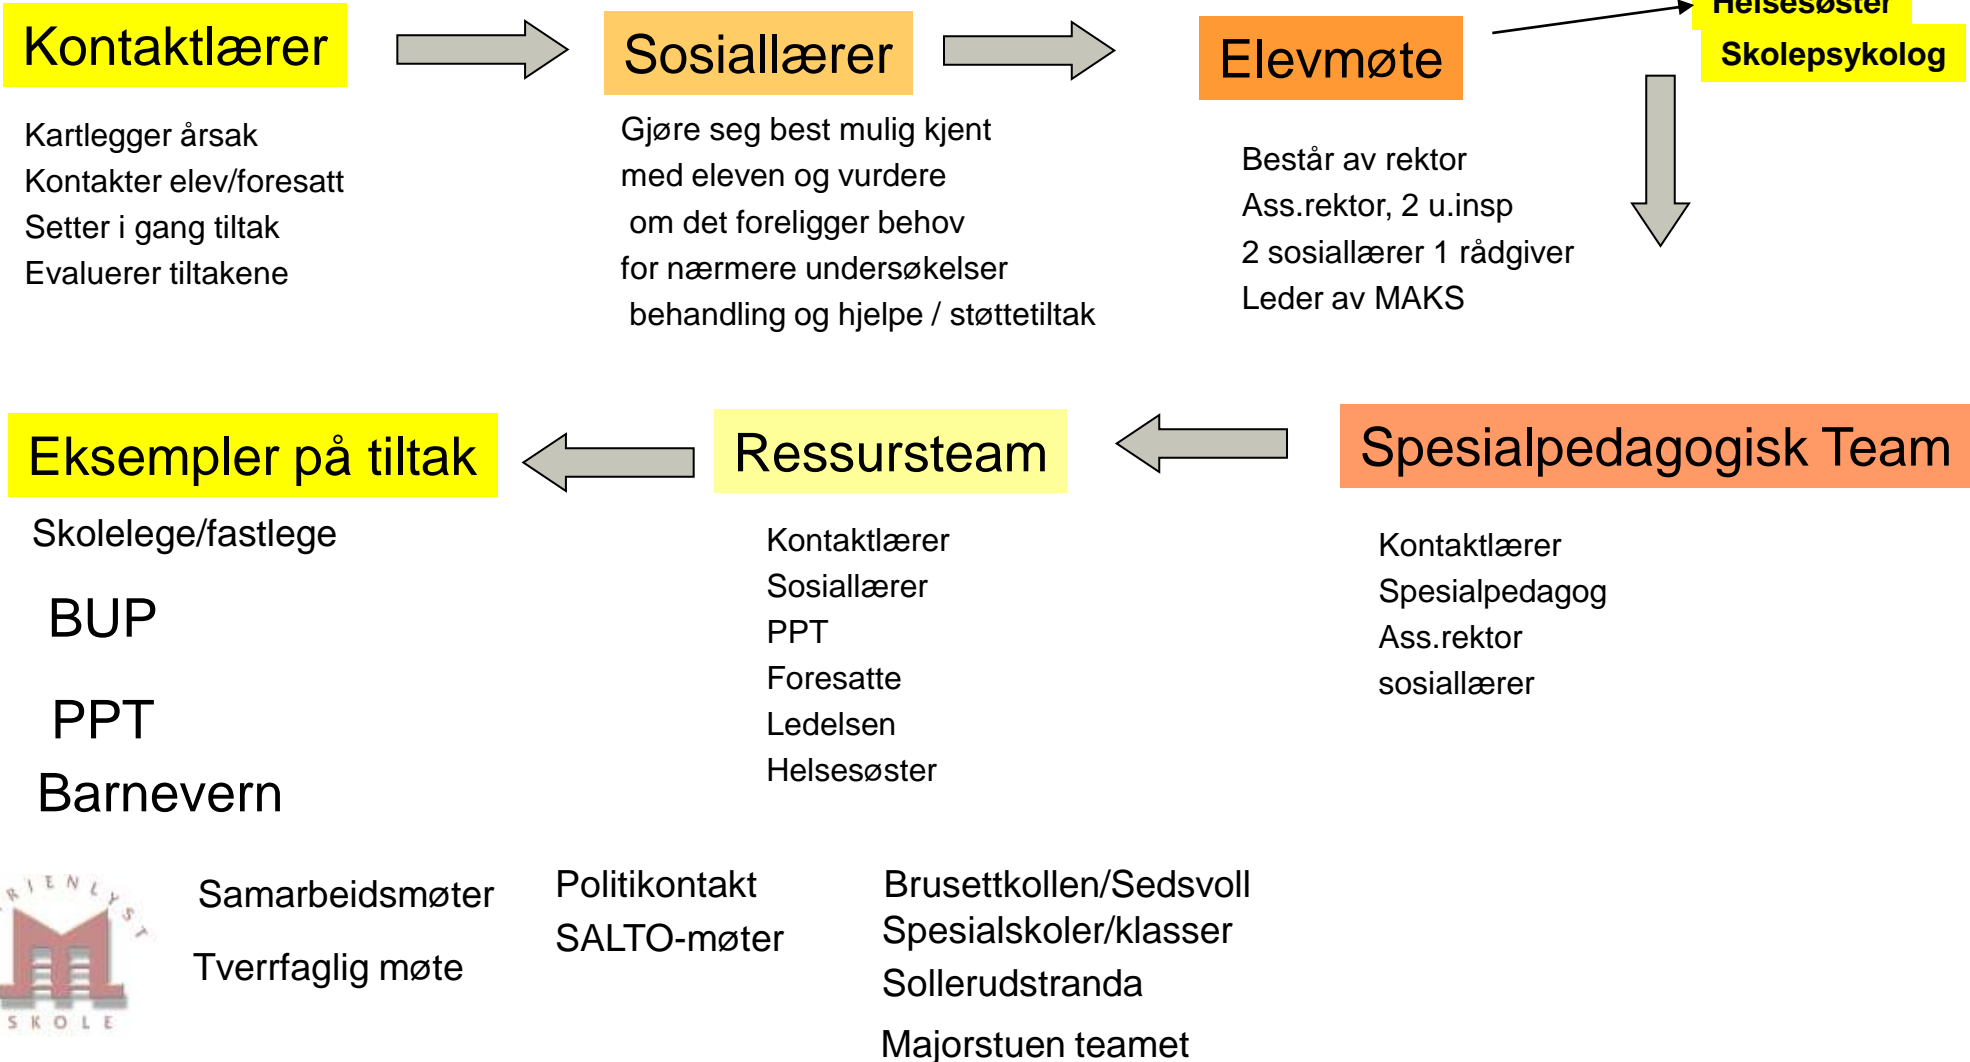 Helsesøster
Skolepsykolog
Kontaktlærer
Kartlegger årsak
Kontakter elev/foresatt
Setter i gang tiltak
Evaluerer tiltakene
Sosiallærer
Gjøre seg best mulig kjent
med eleven og vurdere
om det foreligger behov
for nærmere undersøkelser
behandling og hjelpe / støttetiltak
Elevmøte
Består av rektor
Ass.rektor, 2 u.insp
2 sosiallærer 1 rådgiver
Leder av MAKS
Eksempler på tiltak
Skolelege/fastlege
BUP
PPT
Barnevern
Ressursteam
Kontaktlærer
Sosiallærer
PPT
Foresatte
Ledelsen
Helsesøster
Spesialpedagogisk Team
Kontaktlærer
Spesialpedagog
Ass.rektor
sosiallærer
Samarbeidsmøter
Tverrfaglig møte
Politikontakt
SALTO-møter
Brusettkollen/Sedsvoll
Spesialskoler/klasser
Sollerudstranda
Majorstuen teamet
RIENLYST
SKOLE